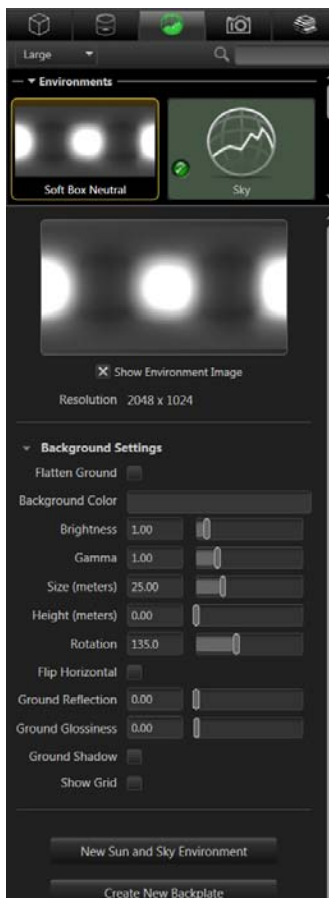 Large
Environments
Soft Box Neutral
Sky
Show Environment Image
Resolution 2048 x 1024
Background Settings
Flatten Ground
Background Color
Brightness 1.00
Gamma 1.00
Size (meters) 25.00
Height (meters) 0.00
Rotation 135.0
Flip Horizontal
Ground Reflection 0.00
Ground Glossiness 0.00
Ground Shadow
Show Grid
New Sun and Sky Environment
Create New Backplate